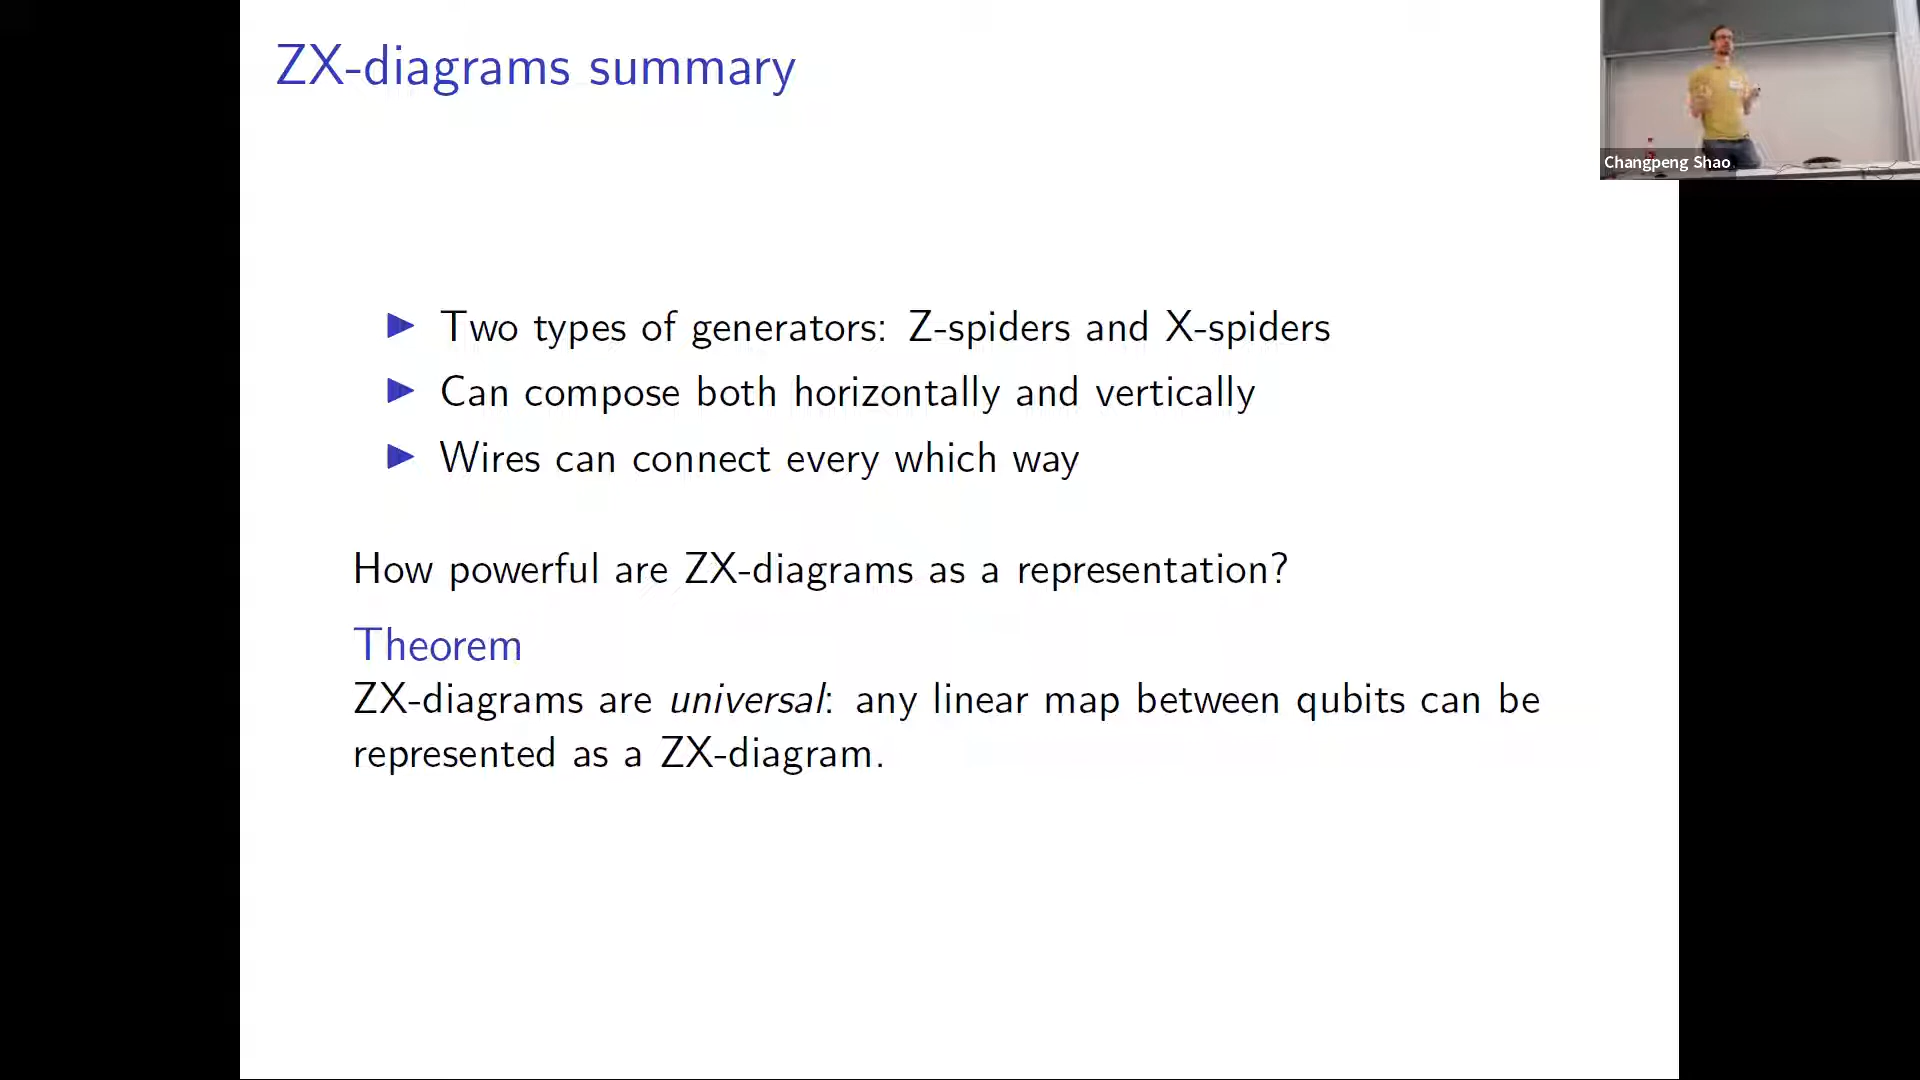 ZX-diagrams summary
Changpeng Shao
▶ Two types of generators: Z-spiders and X-spiders
▶ Can compose both horizontally and vertically
▶ Wires can connect every which way
How powerful are ZX-diagrams as a representation?
Theorem
ZX-diagrams are universal: any linear map between qubits can be
represented as a ZX-diagram.